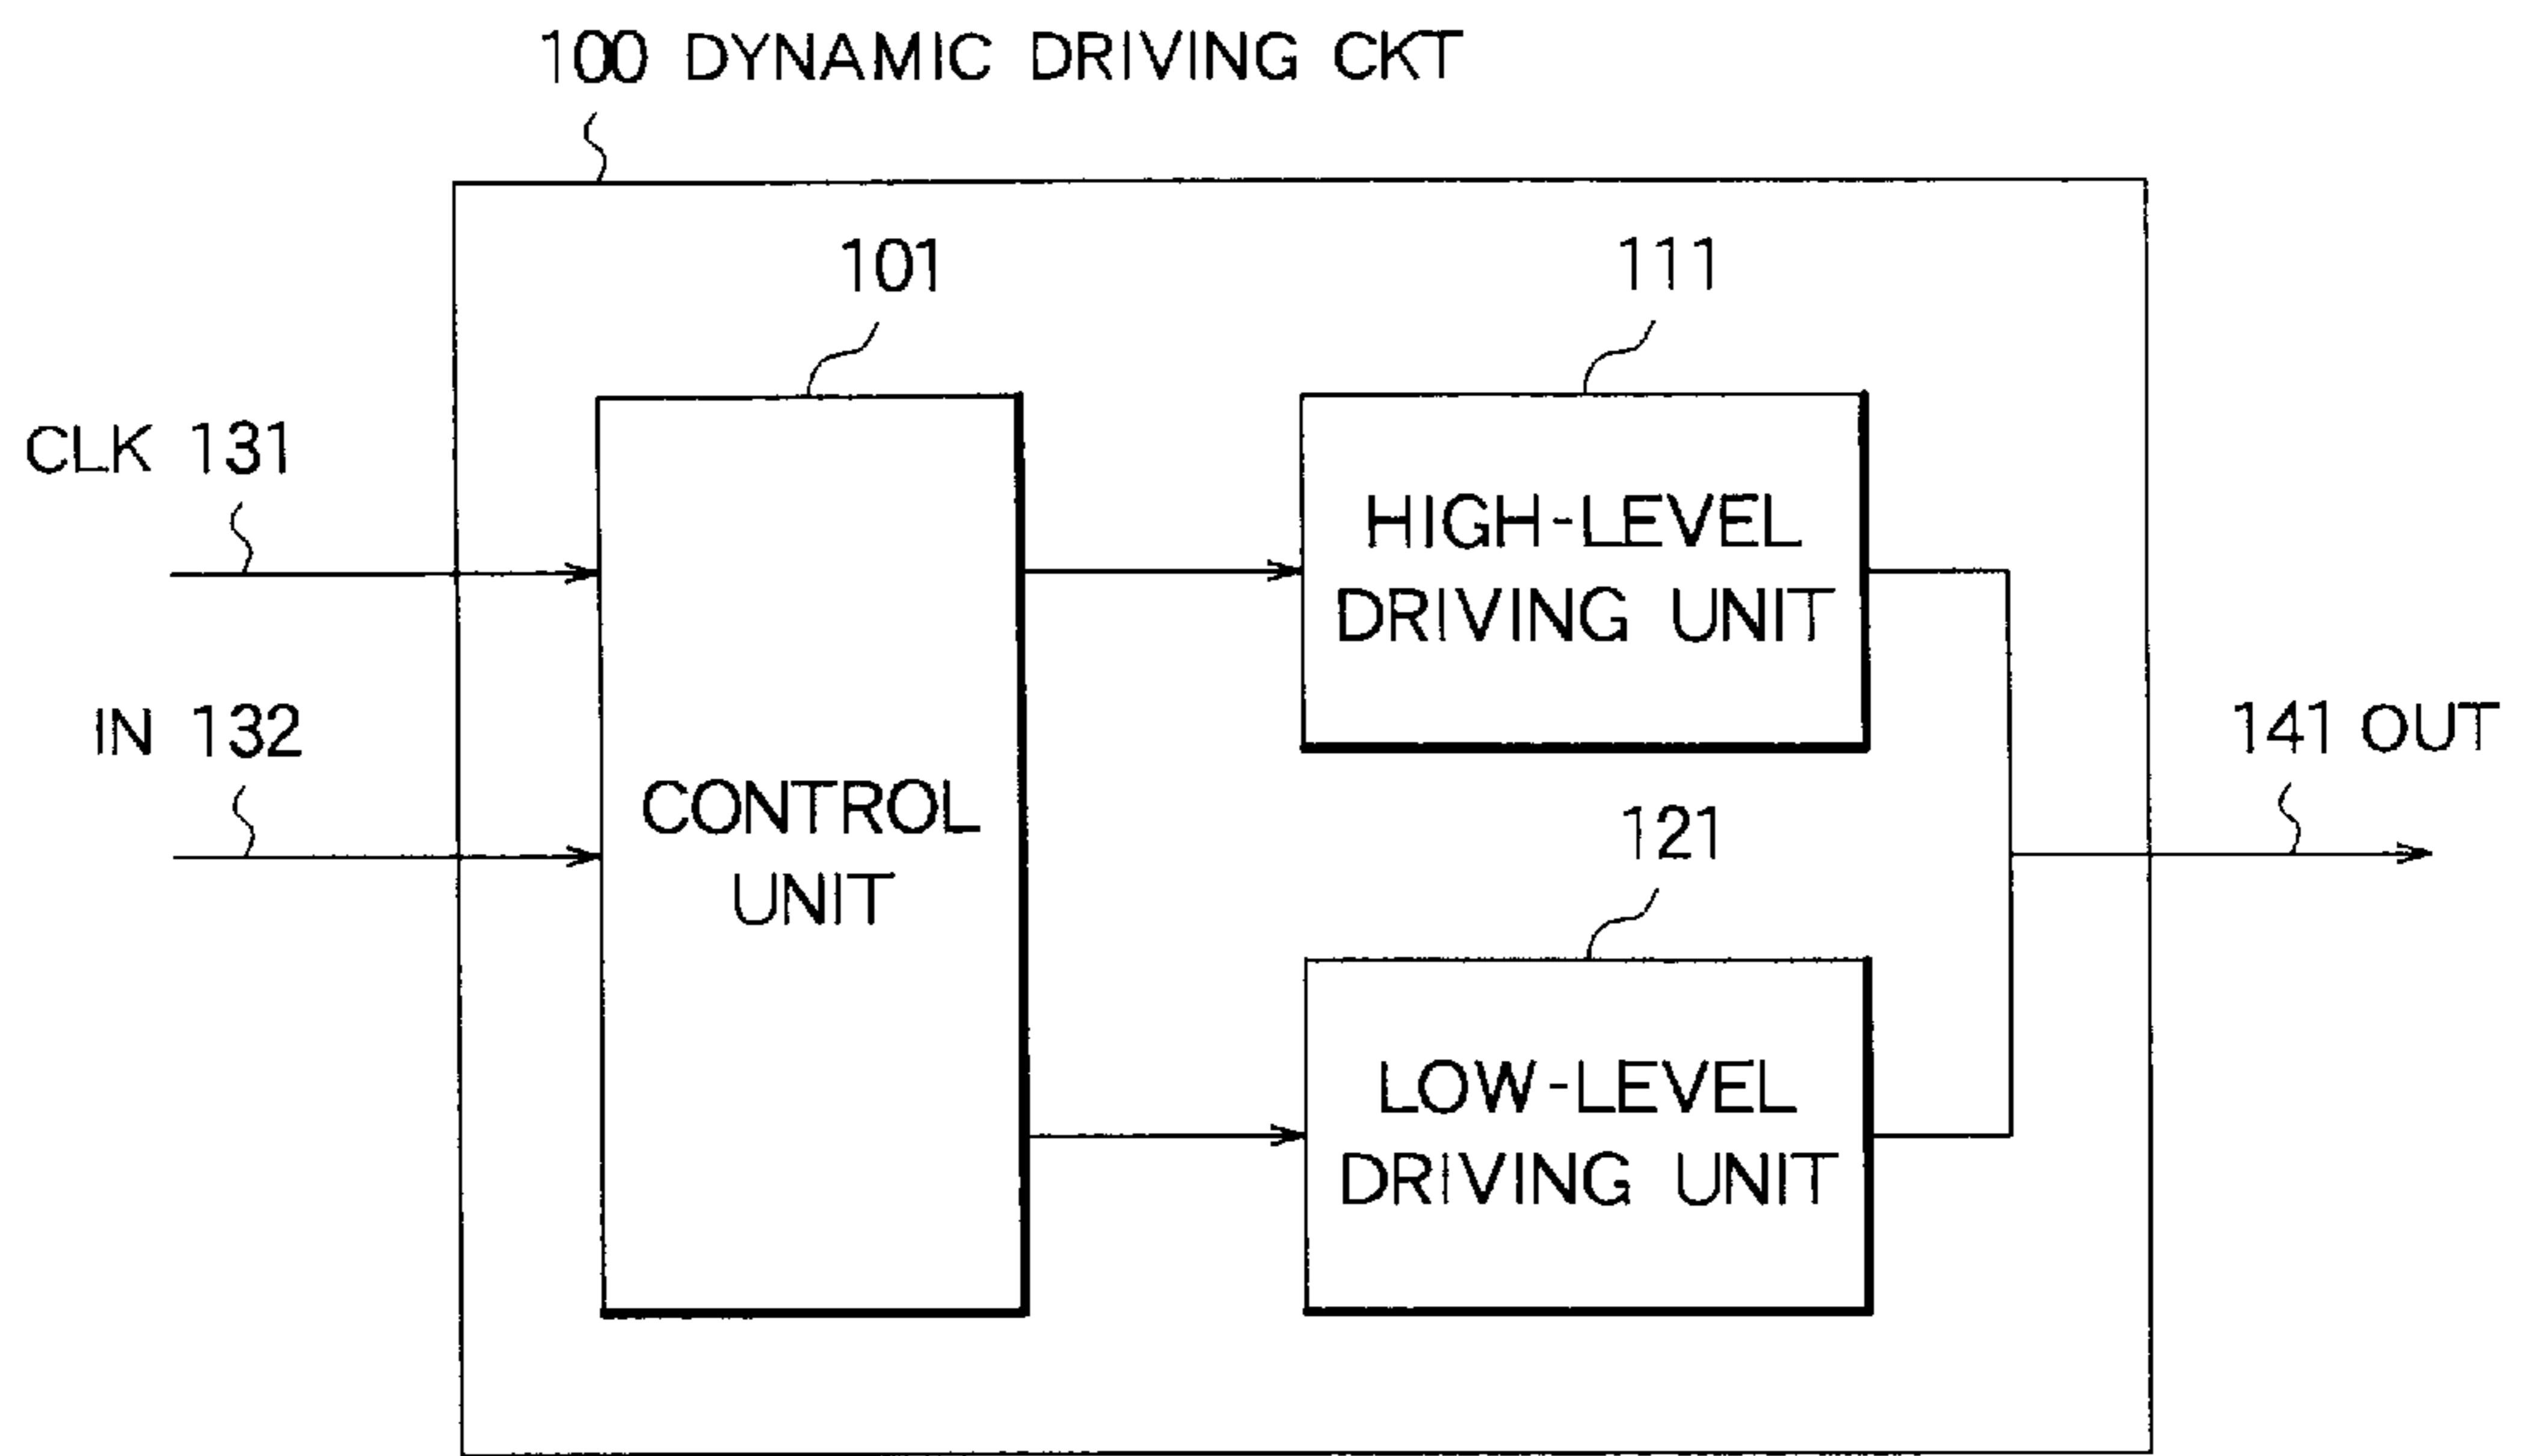 100 DYNAMIC DRIVING CKT
101
111
CLK 131
HIGH-LEVEL
DRIVING UNIT
IN 132
141 OUT
CONTROL
UNIT
121
LOW-LEVEL
DRIVING UNIT